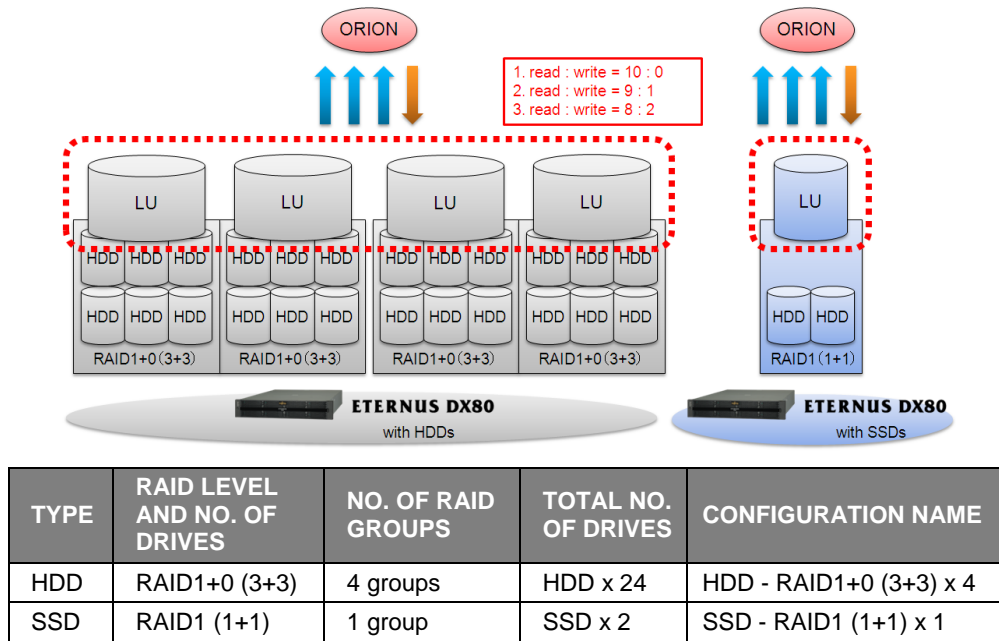 ORION ORION
1. read : write = 10 : 0
2. read : write = 9 : 1
3. read : write = 8 : 2
LU LU LU LU LU
HDD HDD HDD HDD HDD HDD HDD HDD HDD HDD HDD HDD
HDD HDD HDD HDD HDD HDD HDD HDD HDD HDD HDD HDD HDD HDD
RAID1+0(3+3) RAID1+0(3+3) RAID1+0(3+3) RAID1+0(3+3) RAID1(1+1)
ETERNUS DX80 ETERNUS DX80
with HDDs with SSDs
TYPE RAID LEVEL AND NO. OF DRIVES NO. OF RAID GROUPS TOTAL NO. OF DRIVES CONFIGURATION NAME
HDD RAID1+0 (3+3) 4 groups HDD x 24 HDD - RAID1+0 (3+3) x 4
SSD RAID1 (1+1) 1 group SSD x 2 SSD - RAID1 (1+1) x 1